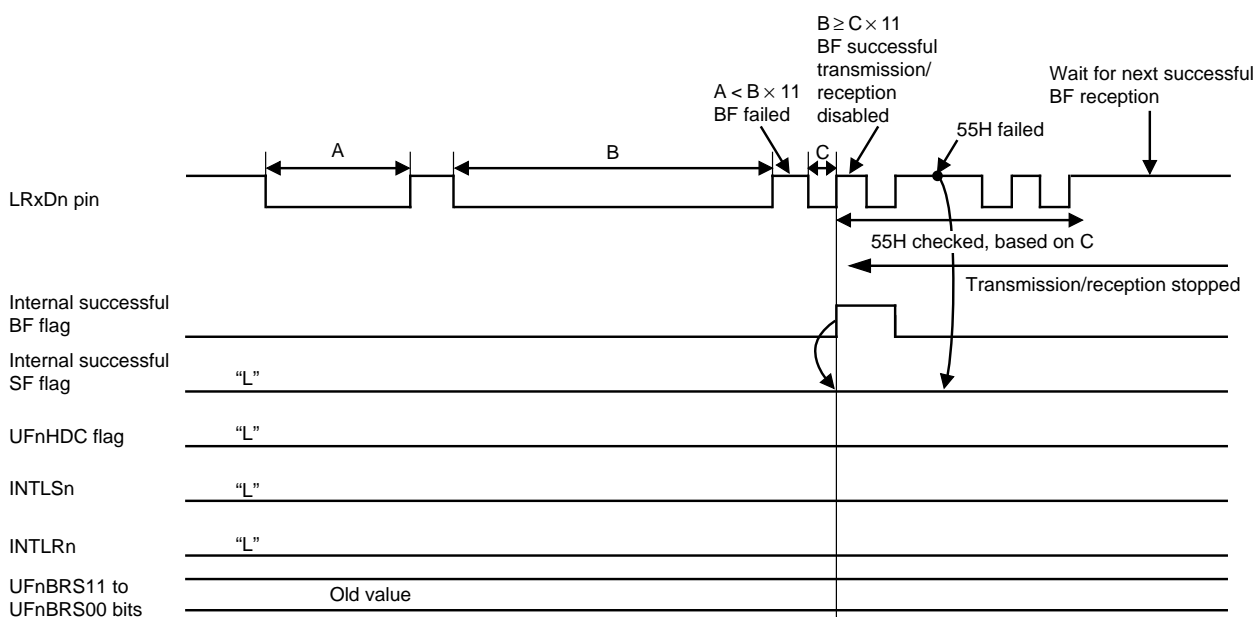 B ≥ C × 11
BF successful
transmission/
reception
disabled
A < B × 11
BF failed
Wait for next successful
BF reception
55H failed
A
B
C
LRxDn pin
55H checked, based on C
Transmission/reception stopped
Internal successful
BF flag
Internal successful
SF flag
“L”
UFnHDC flag
“L”
INTLSn
“L”
INTLRn
“L”
UFnBRS11 to
UFnBRS00 bits
Old value